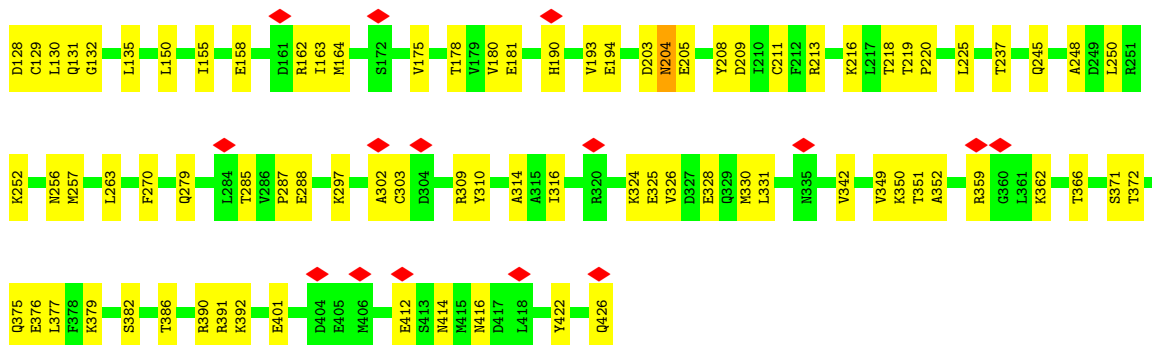 D128 C129 L130 Q131 G132 L135 L150 I155 E158 D161 R162 I163 M164 S172 V175 T178 V179 V180 E181 H190 V193 E194 D203 N204 E205 Y208 D209 I210 C211 F212 R213 K216 L217 T218 T219 P220 L225 T237 Q245 A248 D249 L250 R251
K252 N256 M257 L263 F270 Q279 L284 T285 V286 P287 E288 K297 A302 C303 D304 R309 Y310 A314 A315 I316 R320 K324 E325 V326 D327 E328 Q329 M330 L331 N335 V342 V349 K350 T351 A352 R359 G360 L361 K362 T366 S371 T372
Q375 E376 L377 F378 K379 S382 T386 R390 R391 K392 E401 D404 E405 M406 E412 S413 N414 M415 N416 D417 L418 Y422 Q426